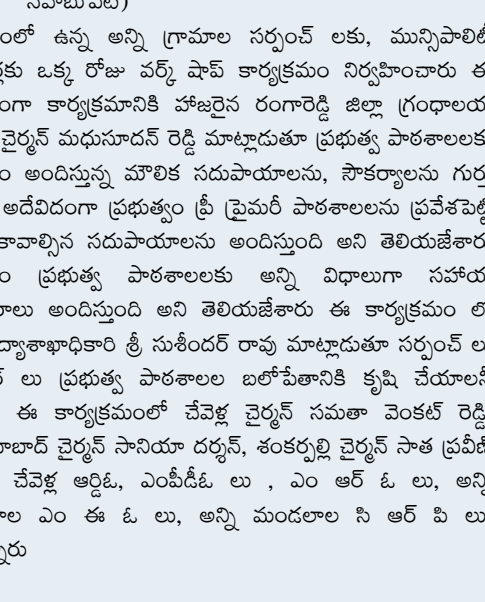 ంలో ఉన్న అన్ని గ్రామాల సర్పంచ్ లకు, మున్సిపాలిటీ
కు ఒక్క రోజు వర్క్ షాప్ కార్యక్రమం నిర్వహించారు ఈ
ంగా కార్యక్రమానికి హాజరైన రంగారెడ్డి జిల్లా గ్రంధాలయ
చైర్మన్ మధుసూదన్ రెడ్డి మాట్లాడుతూ ప్రభుత్వ పాఠశాలలకు
ం అందిస్తున్న మౌలిక సదుపాయాలను, సౌకర్యాలను గుర్తు
అదేవిదంగా ప్రభుత్వం ప్రీ ప్రైమరీ పాఠశాలలను ప్రవేశపెట్టి
కావాల్సిన సదుపాయాలను అందిస్తుంది అని తెలియజేశారు
ం ప్రభుత్వ పాఠశాలలకు అన్ని విధాలుగా సహాయ
ాలు అందిస్తుంది అని తెలియజేశారు ఈ కార్యక్రమం లో
ద్యాశాఖాధికారి శ్రీ సుశీందర్ రావు మాట్లాడుతూ సర్పంచ్ ల
లు ప్రభుత్వ పాఠశాలల బలోపేతానికి కృషి చేయాలని
ఈ కార్యక్రమంలో చేవెళ్ల చైర్మన్ సమతా వెంకట్ రెడ్డి
ాబాద్ చైర్మన్ సానియా దర్శన్, శంకర్పల్లి చైర్మన్ సాత ప్రవీణ్
చేవెళ్ల ఆర్డిఓ, ఎంపీడీఓ లు , ఎం ఆర్ ఓ లు, అన్ని
ాల ఎం ఈ ఓ లు, అన్ని మండలాల సి ఆర్ పి లు
్నారు